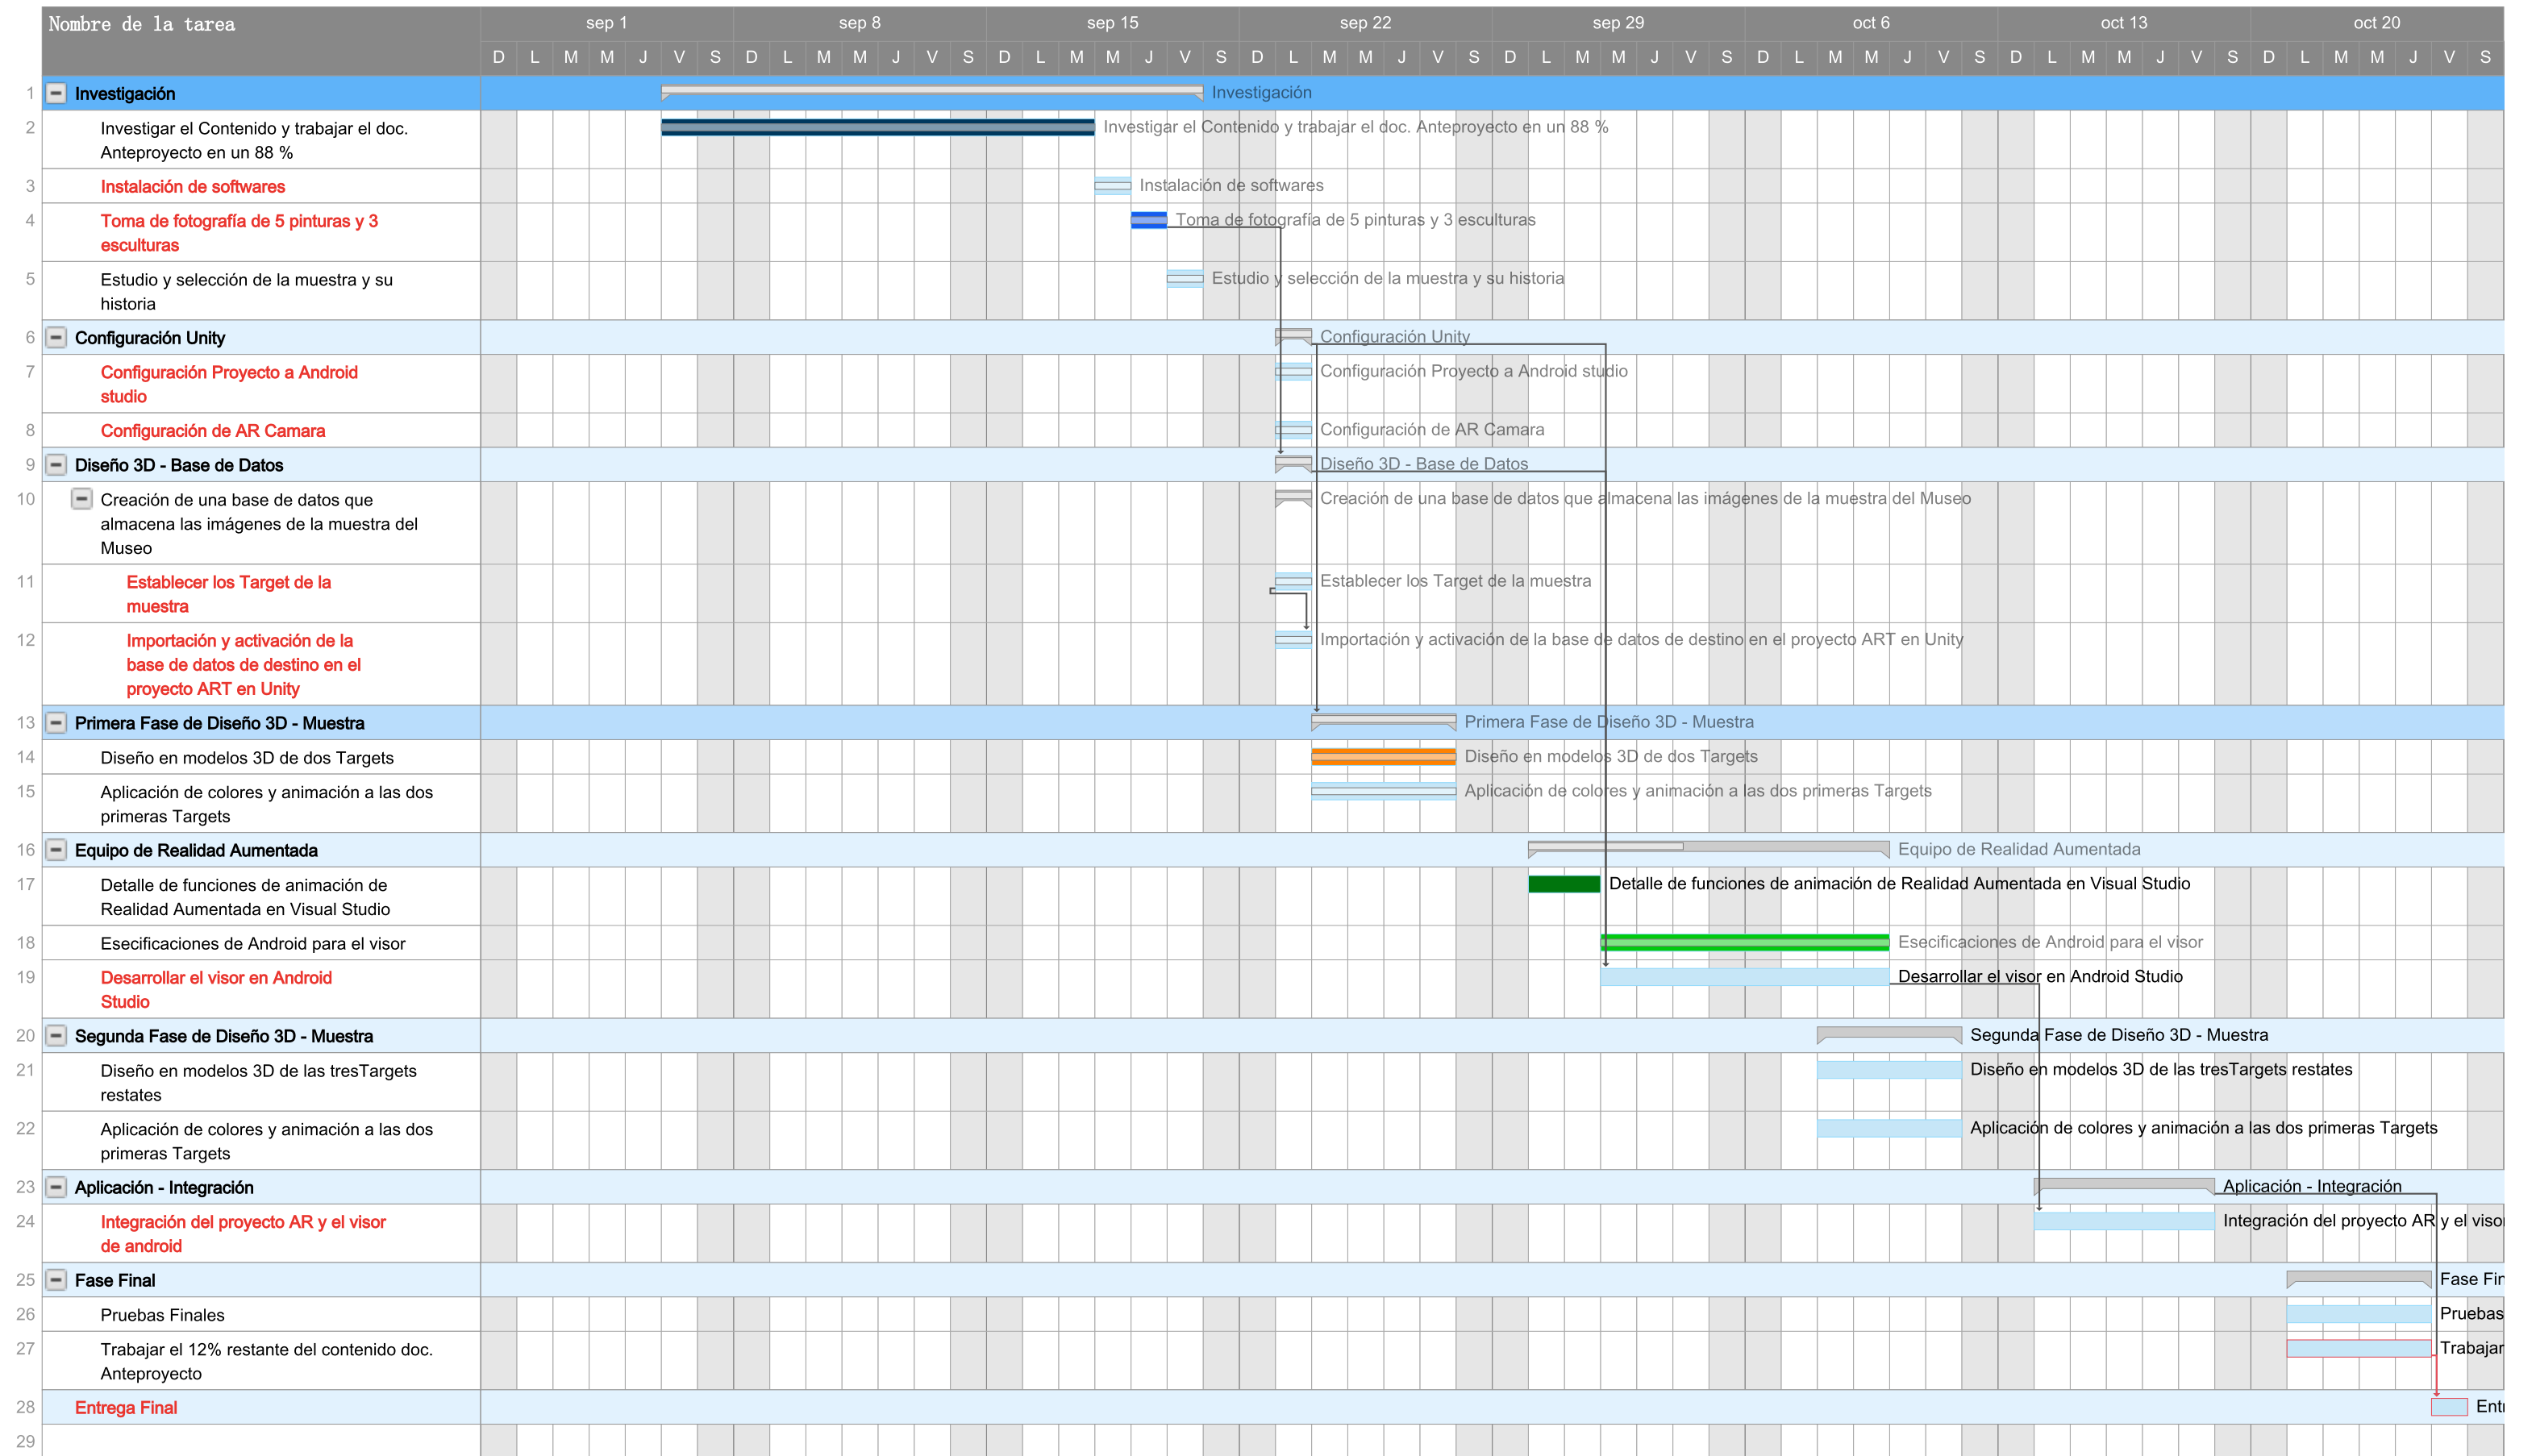 Nombre de la tarea
sep 1 sep 8 sep 15 sep 22 sep 29 oct 6 oct 13 oct 20
D L M M J V S D L M M J V S D L M M J V S D L M M J V S D L M M J V S D L M M J V S D L M M J V S D L M M J V S
1 Investigación Investigación
2 Investigar el Contenido y trabajar el doc. Investigar el Contenido y trabajar el doc. Anteproyecto en un 88 %
Anteproyecto en un 88 %
3 Instalación de softwares Instalación de softwares
4 Toma de fotografía de 5 pinturas y 3 Toma de fotografía de 5 pinturas y 3 esculturas
esculturas
5 Estudio y selección de la muestra y su Estudio y selección de la muestra y su historia
historia
6 Configuración Unity Configuración Unity
7 Configuración Proyecto a Android Configuración Proyecto a Android studio
studio
8 Configuración de AR Camara Configuración de AR Camara
9 Diseño 3D - Base de Datos Diseño 3D - Base de Datos
10 Creación de una base de datos que Creación de una base de datos que almacena las imágenes de la muestra del Museo
almacena las imágenes de la muestra del
Museo
11 Establecer los Target de la Establecer los Target de la muestra
muestra
12 Importación y activación de la Importación y activación de la base de datos de destino en el proyecto ART en Unity
base de datos de destino en el
proyecto ART en Unity
13 Primera Fase de Diseño 3D - Muestra Primera Fase de Diseño 3D - Muestra
14 Diseño en modelos 3D de dos Targets Diseño en modelos 3D de dos Targets
15 Aplicación de colores y animación a las dos Aplicación de colores y animación a las dos primeras Targets
primeras Targets
16 Equipo de Realidad Aumentada Equipo de Realidad Aumentada
17 Detalle de funciones de animación de Detalle de funciones de animación de Realidad Aumentada en Visual Studio
Realidad Aumentada en Visual Studio
18 Esecificaciones de Android para el visor Esecificaciones de Android para el visor
19 Desarrollar el visor en Android Desarrollar el visor en Android Studio
Studio
20 Segunda Fase de Diseño 3D - Muestra Segunda Fase de Diseño 3D - Muestra
21 Diseño en modelos 3D de las tresTargets Diseño en modelos 3D de las tresTargets restates
restates
22 Aplicación de colores y animación a las dos Aplicación de colores y animación a las dos primeras Targets
primeras Targets
23 Aplicación - Integración Aplicación - Integración
24 Integración del proyecto AR y el visor Integración del proyecto AR y el visor
de android
25 Fase Final Fase Fin
26 Pruebas Finales Pruebas
27 Trabajar el 12% restante del contenido doc. Trabajar
Anteproyecto
28 Entrega Final Entr
29